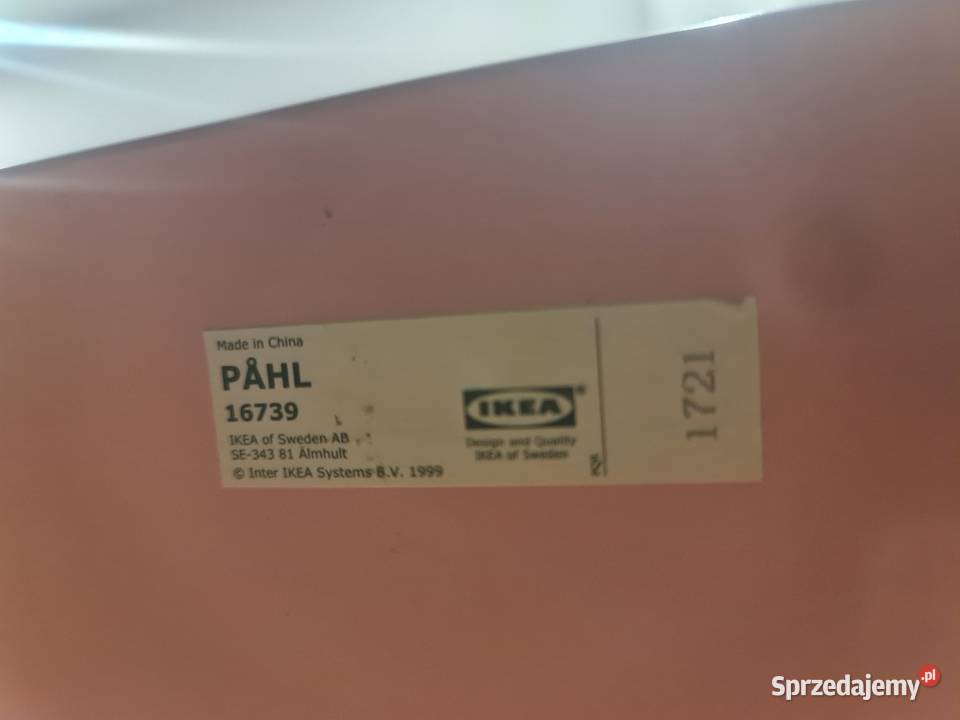 Made in China
PÅHL
16739
IKEA of Sweden AB
SE-343 81 Älmhult
© Inter IKEA Systems B.V. 1999
IKEA®
Design and Quality
IKEA of Sweden
1721
Sprzedajemy.pl